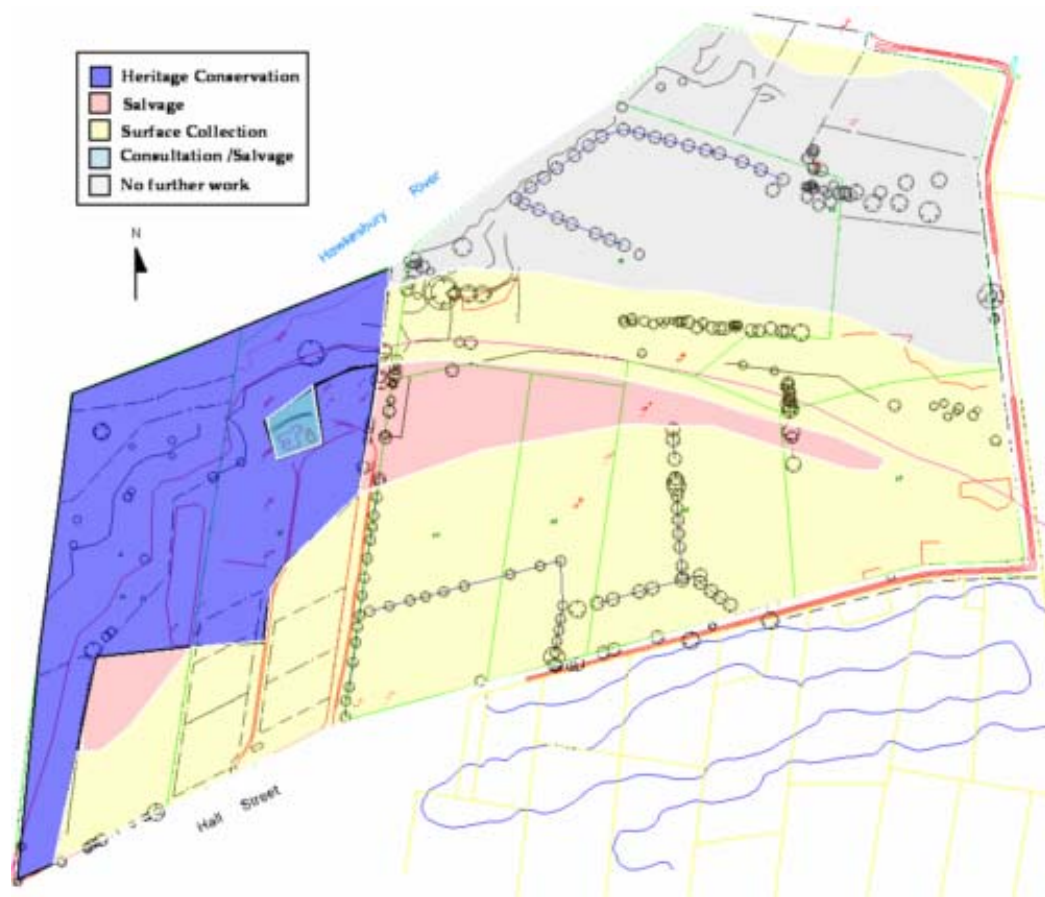 Heritage Conservation
Salvage
Surface Collection
Consultation /Salvage
No further work
N
Hawkesbury River
Hall Street